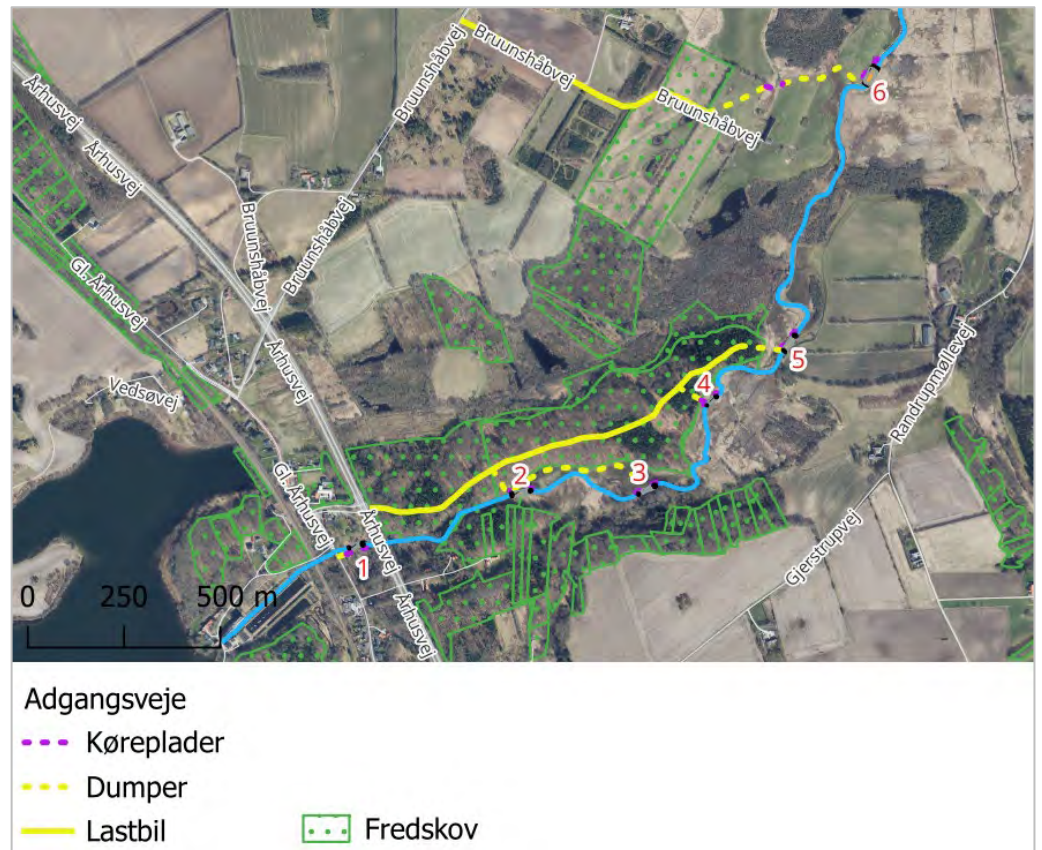 Bruunshåbvej
Bruunshåbvej
Bruunshåbvej
6
Århusvej
Århusvej
Bruunshåbvej
Bruunshåbvej
Gl. Århusvej
Århusvej
Vedsøvej
Randrupmøllevej
5
4
2
3
Gl. Århusvej
Århusvej
1
Gjerstrupvej
Århusvej
0 250 500 m
Adgangsveje
Køreplader
Dumper
Lastbil
Fredskov